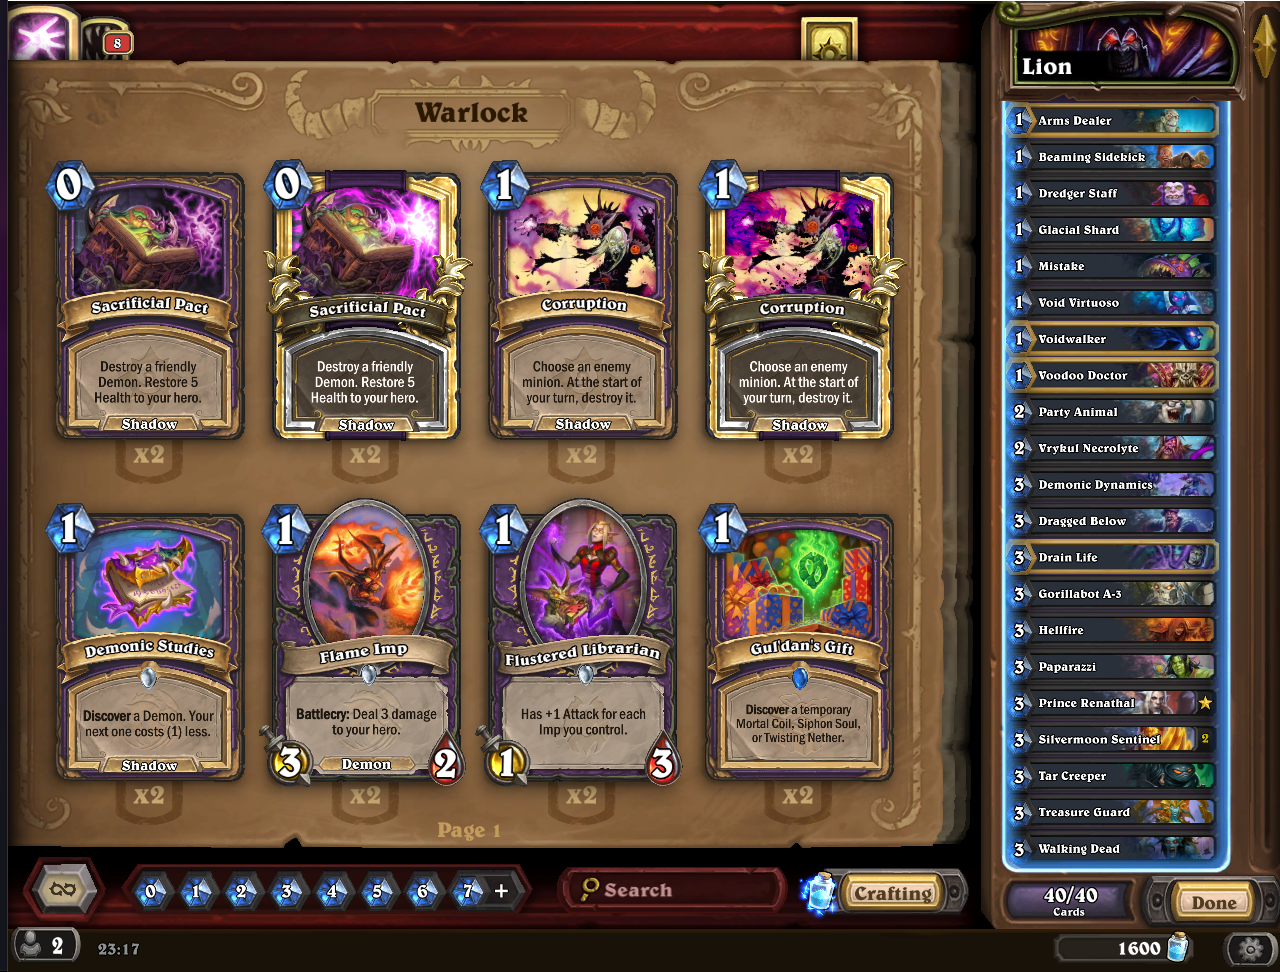 8
Warlock
Lion
0
Sacrificial Pact
Destroy a friendly
Demon. Restore 5
Health to your hero.
Shadow
x2
0
Sacrificial Pact
Destroy a friendly
Demon. Restore 5
Health to your hero.
Shadow
x2
1
Corruption
Choose an enemy
minion. At the start of
your turn, destroy it.
Shadow
x2
1
Corruption
Choose an enemy
minion. At the start of
your turn, destroy it.
Shadow
x2
1
Demonic Studies
Discover a Demon. Your
next one costs (1) less.
Shadow
x2
1
Flame Imp
Battlecry: Deal 3 damage
to your hero.
3
Demon
2
x2
1
Flustered Librarian
Has +1 Attack for each
Imp you control.
1
3
x2
1
Gul'dan's Gift
Discover a temporary
Mortal Coil, Siphon Soul,
or Twisting Nether.
x2
Page 1
1 Arms Dealer
1 Beaming Sidekick
1 Dredger Staff
1 Glacial Shard
1 Mistake
1 Void Virtuoso
1 Voidwalker
1 Voodoo Doctor
2 Party Animal
2 Vrykul Necrolyte
3 Demonic Dynamics
3 Dragged Below
3 Drain Life
3 Gorillabot A-3
3 Hellfire
3 Paparazzi
3 Prince Renathal
3 Silvermoon Sentinel 2
3 Tar Creeper
3 Treasure Guard
3 Walking Dead
0 1 2 3 4 5 6 7 +
Search
Crafting
40/40
Cards
Done
2
23:17
1600